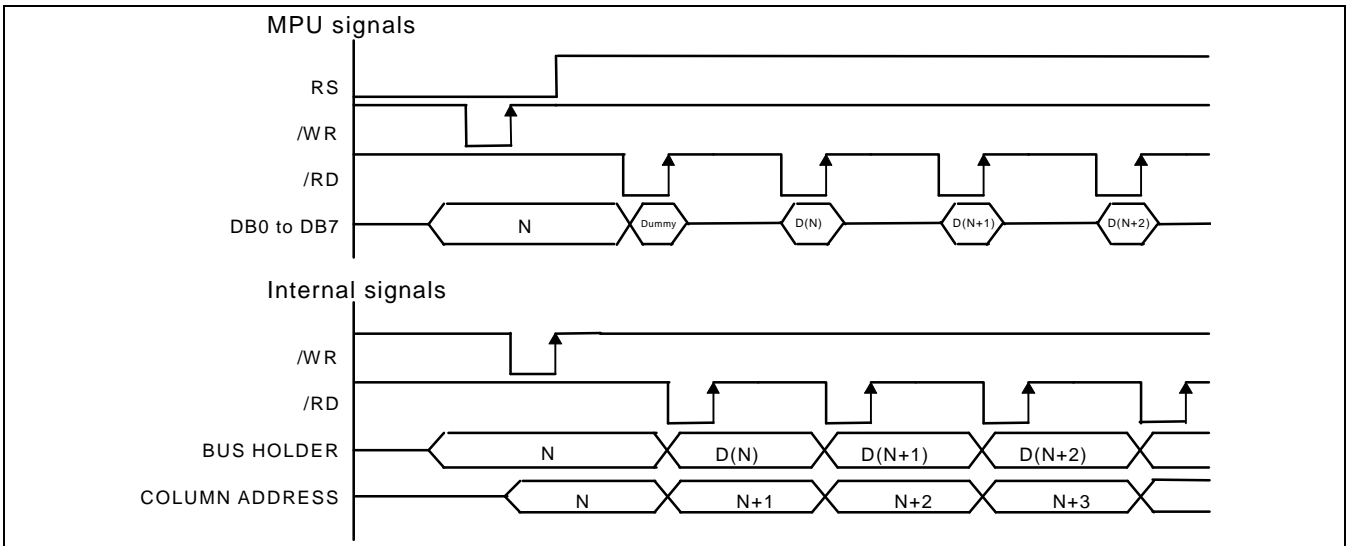 MPU signals
RS
/WR
/RD
DB0 to DB7
N
Dummy
D(N)
D(N+1)
D(N+2)
Internal signals
/WR
/RD
BUS HOLDER
N
D(N)
D(N+1)
D(N+2)
COLUMN ADDRESS
N
N+1
N+2
N+3